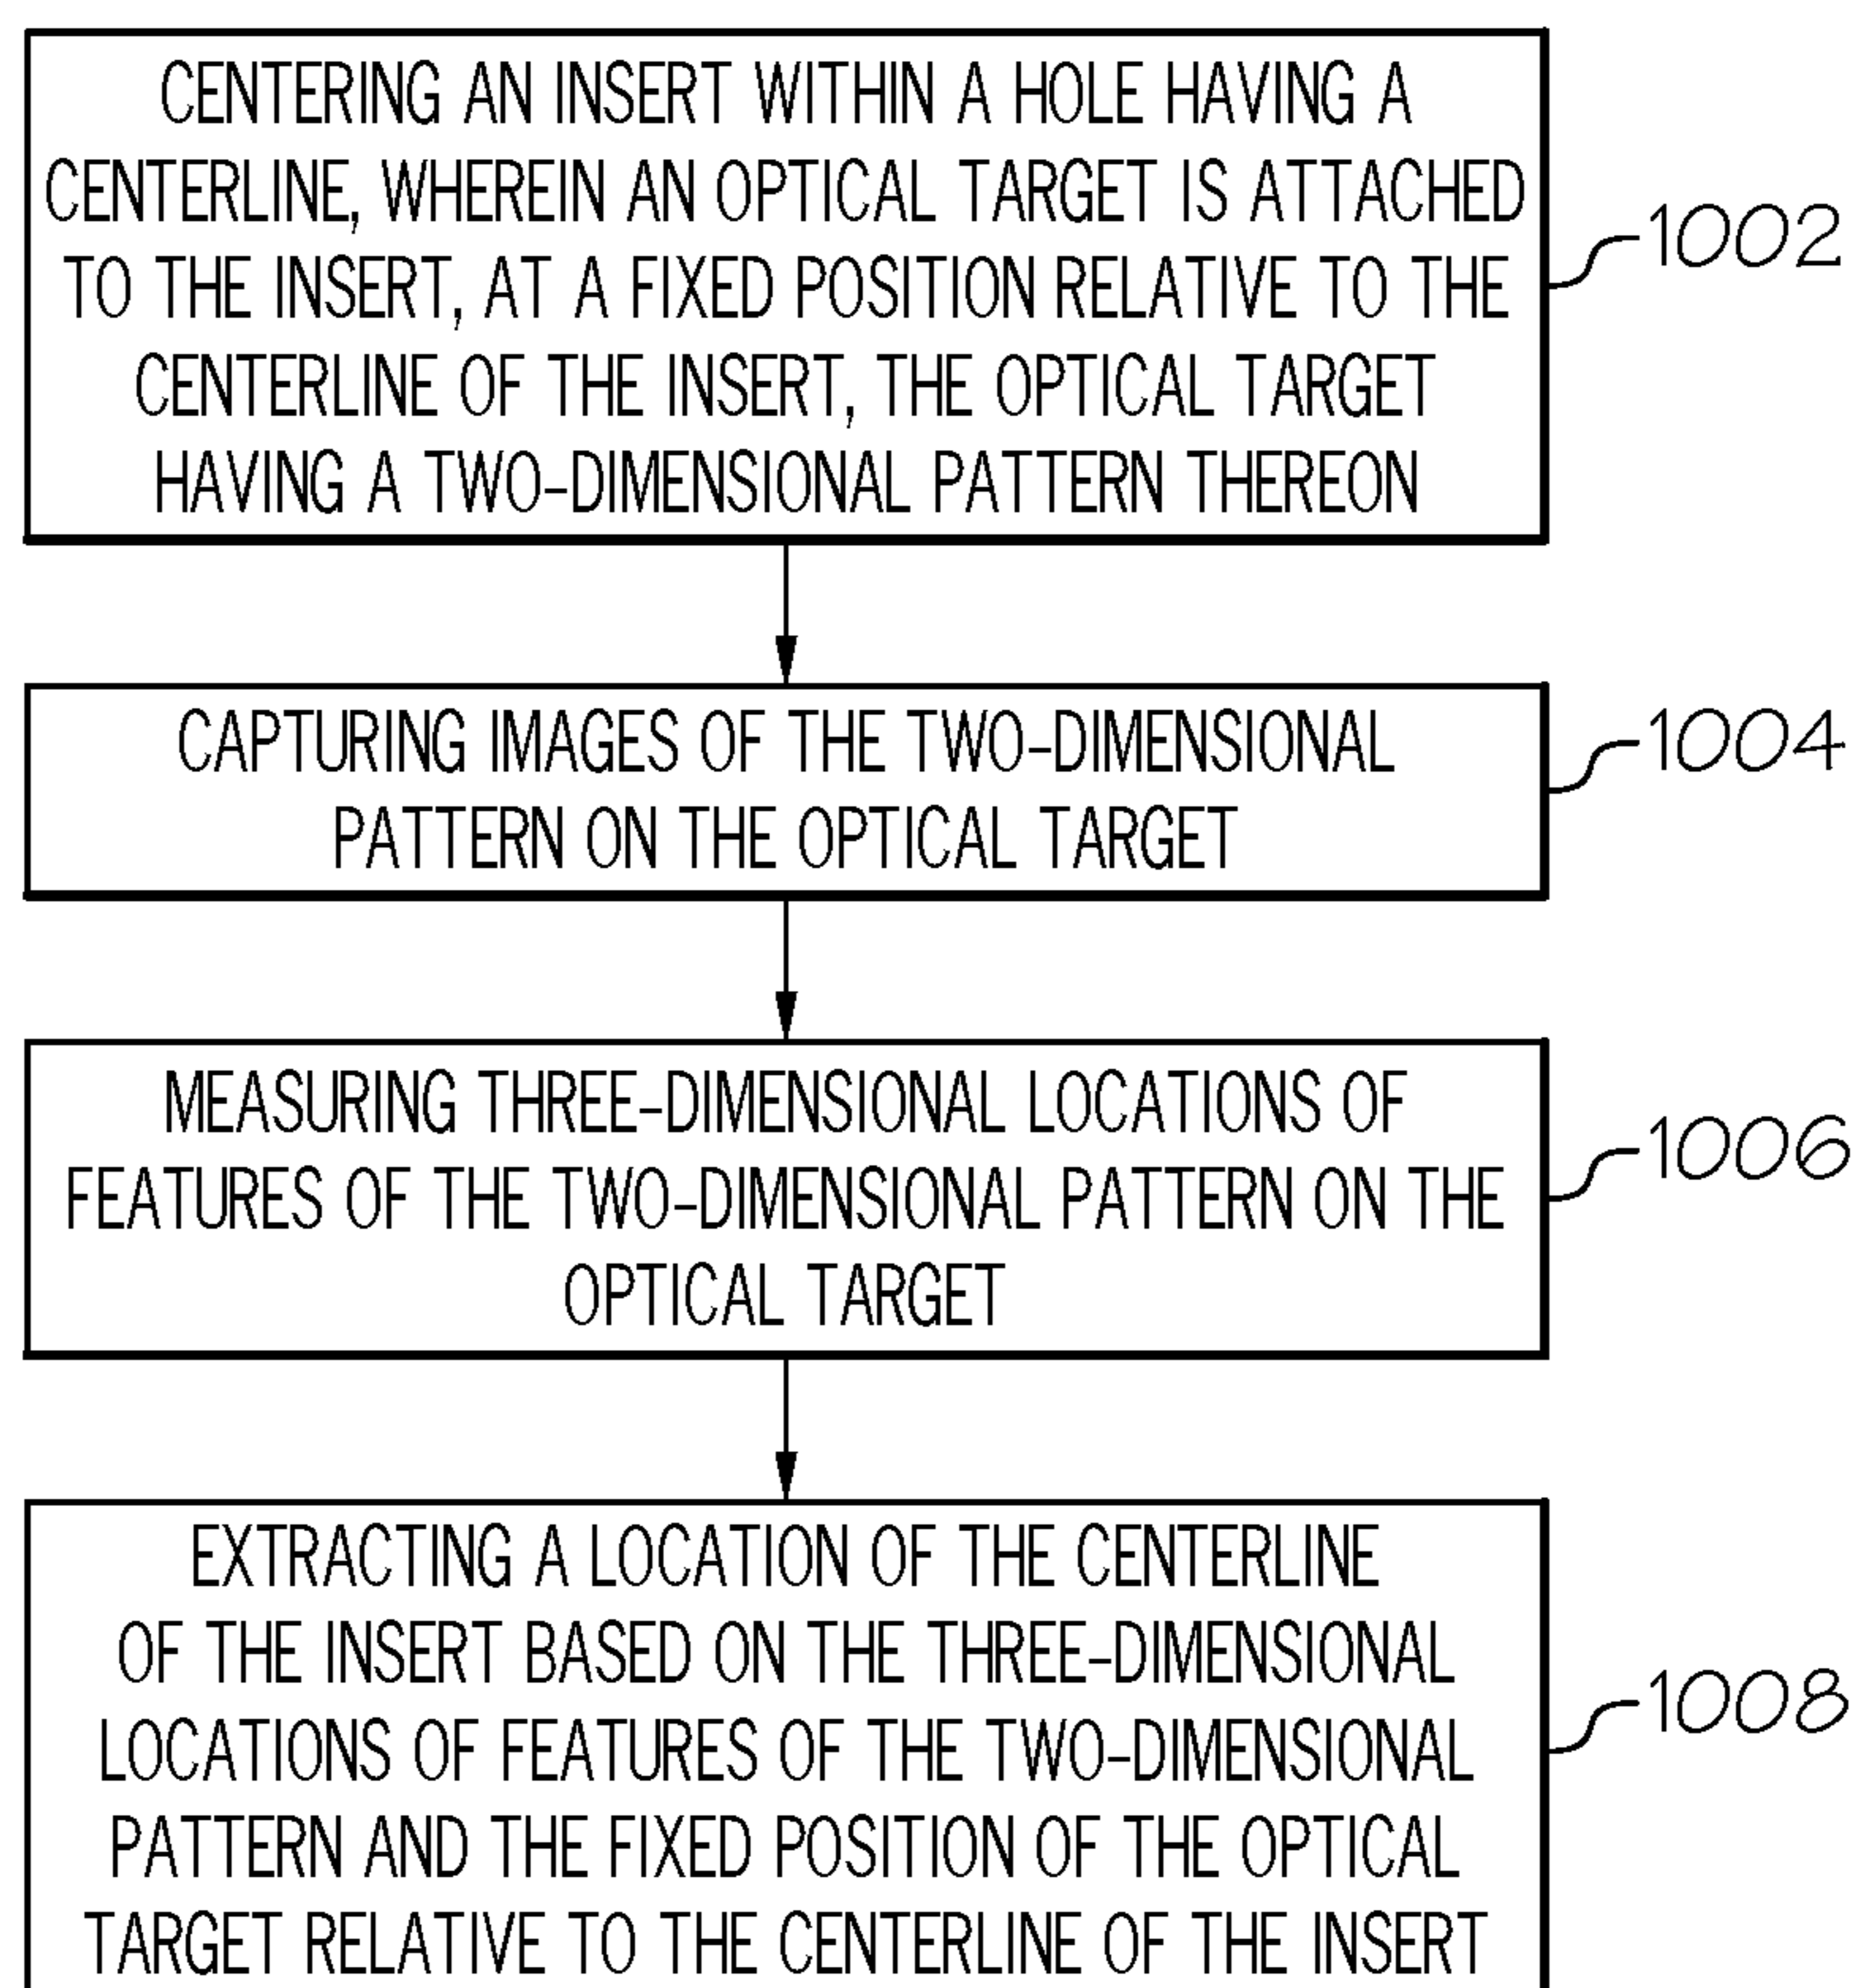 CENTERING AN INSERT WITHIN A HOLE HAVING A
CENTERLINE, WHEREIN AN OPTICAL TARGET IS ATTACHED
TO THE INSERT, AT A FIXED POSITION RELATIVE TO THE
CENTERLINE OF THE INSERT, THE OPTICAL TARGET
HAVING A TWO-DIMENSIONAL PATTERN THEREON
1002
CAPTURING IMAGES OF THE TWO-DIMENSIONAL
PATTERN ON THE OPTICAL TARGET
1004
MEASURING THREE-DIMENSIONAL LOCATIONS OF
FEATURES OF THE TWO-DIMENSIONAL PATTERN ON THE
OPTICAL TARGET
1006
EXTRACTING A LOCATION OF THE CENTERLINE
OF THE INSERT BASED ON THE THREE-DIMENSIONAL
LOCATIONS OF FEATURES OF THE TWO-DIMENSIONAL
PATTERN AND THE FIXED POSITION OF THE OPTICAL
TARGET RELATIVE TO THE CENTERLINE OF THE INSERT
1008